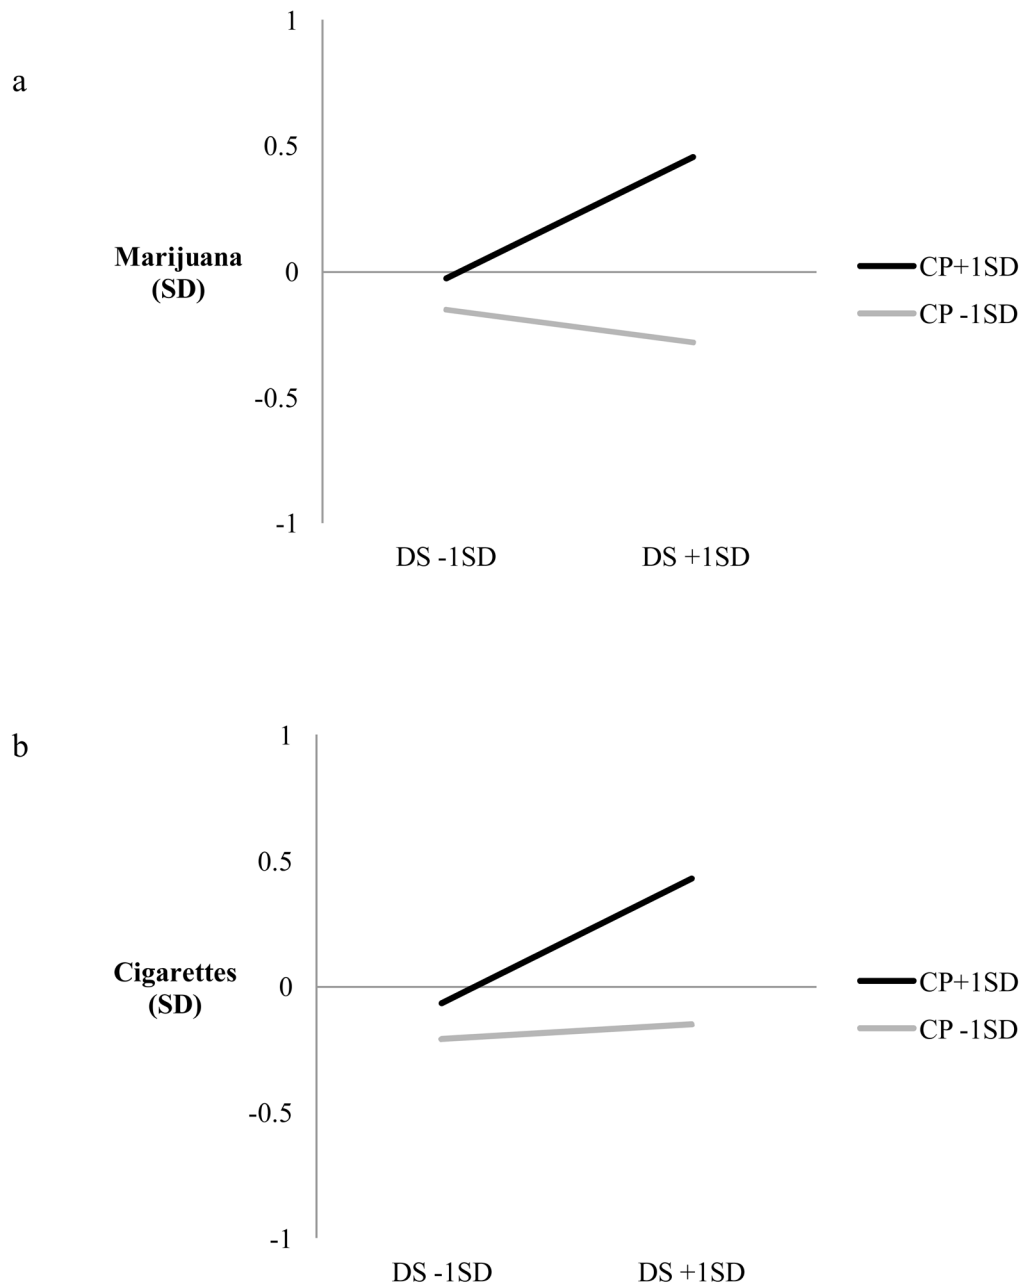 a
1
0.5
Marijuana
(SD)
0
-0.5
-1
DS -1SD
DS +1SD
CP+1SD
CP -1SD
b
1
0.5
Cigarettes
(SD)
0
-0.5
-1
DS -1SD
DS +1SD
CP+1SD
CP -1SD